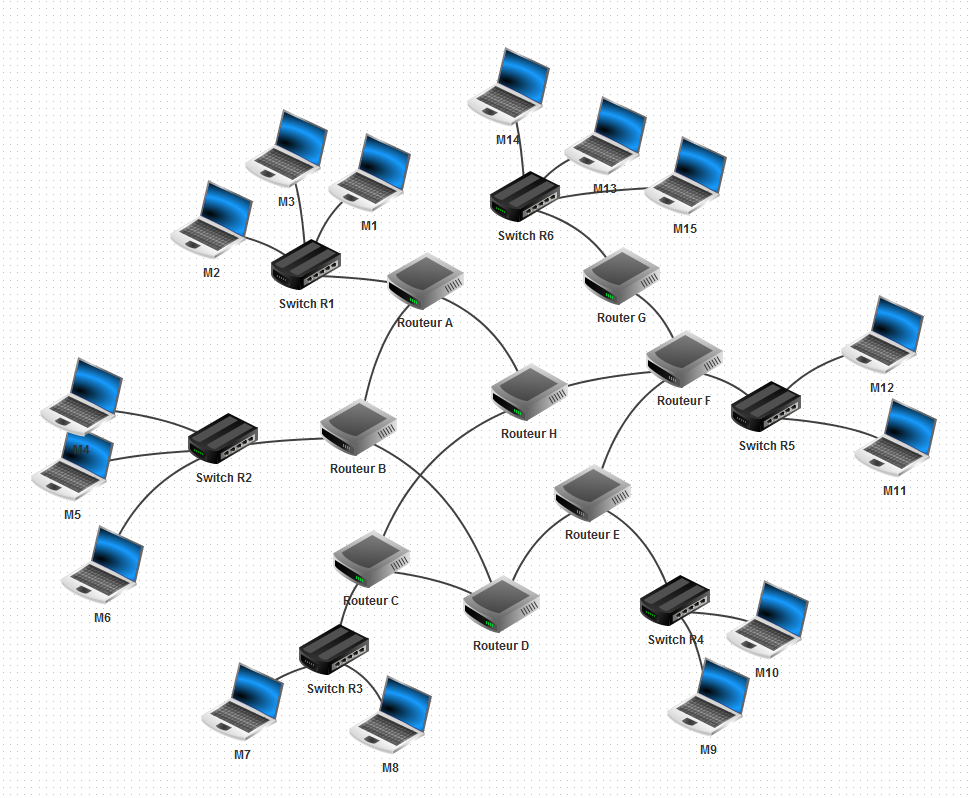 M14
M13
M3
M1
M15
Switch R6
M2
Switch R1
Routeur A
Router G
M12
Routeur F
Routeur H
Switch R5
M4
Routeur B
Switch R2
M11
M5
Routeur E
Routeur C
M6
Switch R4
Routeur D
M10
Switch R3
M7
M9
M8